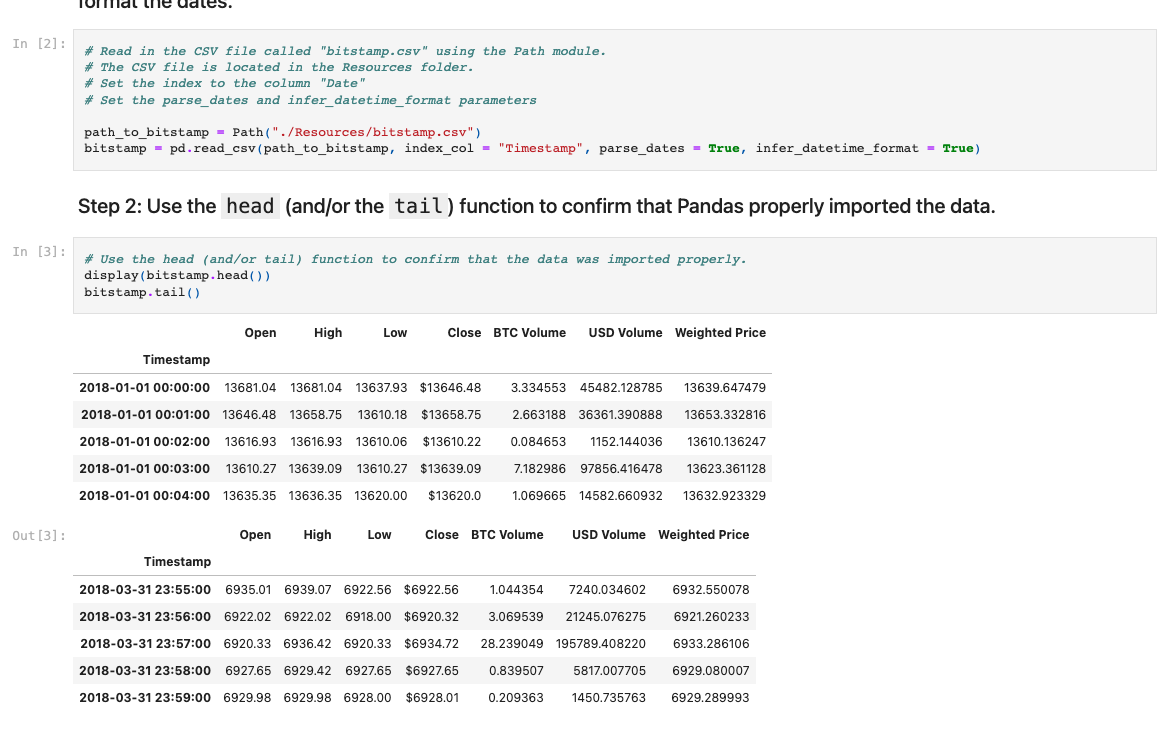 format the dates.
In [2]:
# Read in the CSV file called "bitstamp.csv" using the Path module.
# The CSV file is located in the Resources folder.
# Set the index to the column "Date"
# Set the parse_dates and infer_datetime_format parameters
path_to_bitstamp = Path("./Resources/bitstamp.csv")
bitstamp = pd.read_csv(path_to_bitstamp, index_col = "Timestamp", parse_dates = True, infer_datetime_format = True)
Step 2: Use the head (and/or the tail) function to confirm that Pandas properly imported the data.
In [3]:
# Use the head (and/or tail) function to confirm that the data was imported properly.
display(bitstamp.head())
bitstamp.tail()
Open High Low Close BTC Volume USD Volume Weighted Price
Timestamp
2018-01-01 00:00:00 13681.04 13681.04 13637.93 $13646.48 3.334553 45482.128785 13639.647479
2018-01-01 00:01:00 13646.48 13658.75 13610.18 $13658.75 2.663188 36361.390888 13653.332816
2018-01-01 00:02:00 13616.93 13616.93 13610.06 $13610.22 0.084653 1152.144036 13610.136247
2018-01-01 00:03:00 13610.27 13639.09 13610.27 $13639.09 7.182986 97856.416478 13623.361128
2018-01-01 00:04:00 13635.35 13636.35 13620.00 $13620.0 1.069665 14582.660932 13632.923329
Out[3]:
Open High Low Close BTC Volume USD Volume Weighted Price
Timestamp
2018-03-31 23:55:00 6935.01 6939.07 6922.56 $6922.56 1.044354 7240.034602 6932.550078
2018-03-31 23:56:00 6922.02 6922.02 6918.00 $6920.32 3.069539 21245.076275 6921.260233
2018-03-31 23:57:00 6920.33 6936.42 6920.33 $6934.72 28.239049 195789.408220 6933.286106
2018-03-31 23:58:00 6927.65 6929.42 6927.65 $6927.65 0.839507 5817.007705 6929.080007
2018-03-31 23:59:00 6929.98 6929.98 6928.00 $6928.01 0.209363 1450.735763 6929.289993